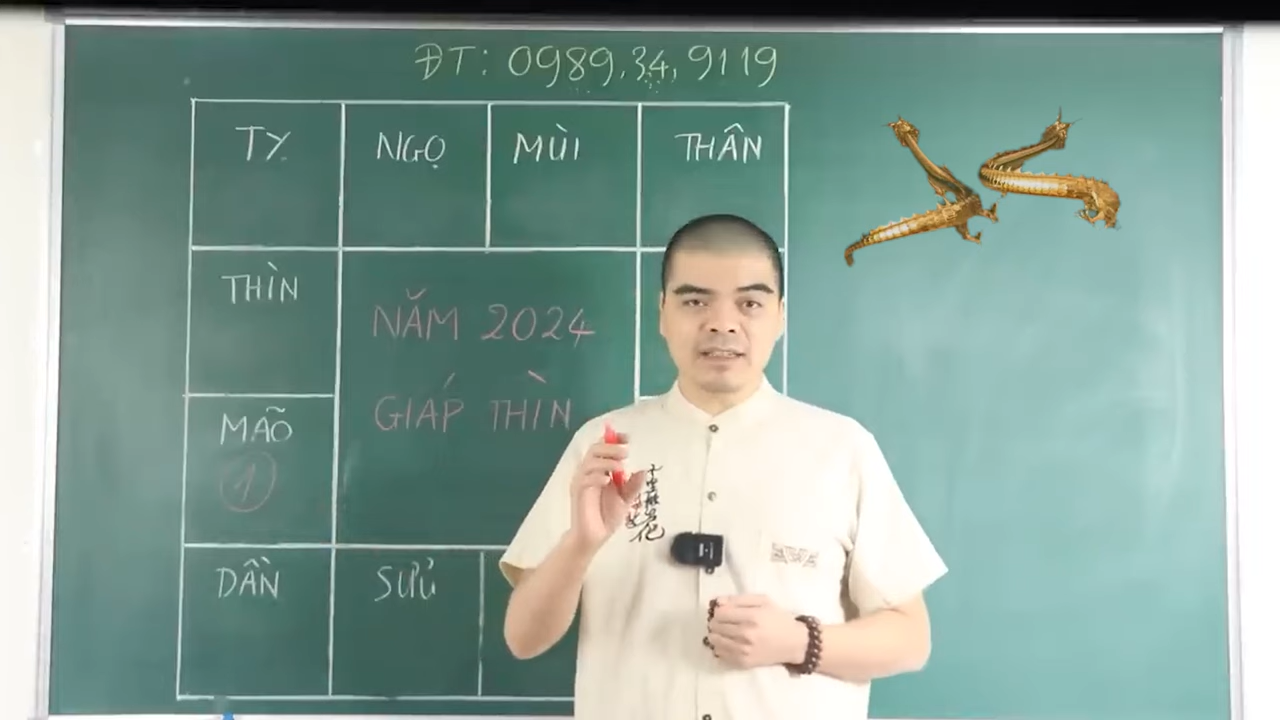 ĐT: 0989.34.9119
TỴ NGỌ MÙI THÂN
THÌN
NĂM 2024
GIÁP THÌN
MÃO
1
DẦN SỬU